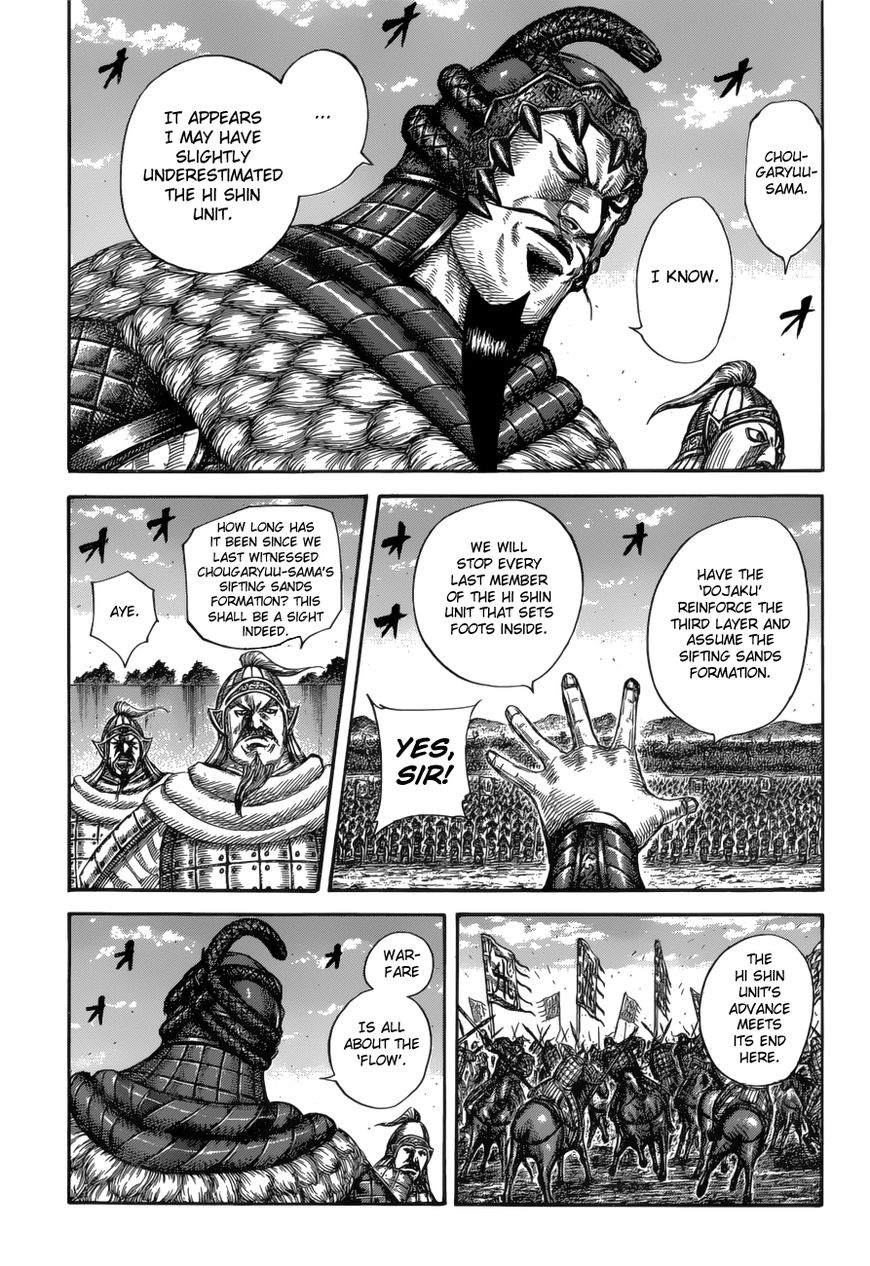 CHOU-
GARYUU-
SAMA.
I KNOW.
...
IT APPEARS
I MAY HAVE
SLIGHTLY
UNDERESTIMATED
THE HI SHIN
UNIT.
HAVE THE
'DOJAKU'
REINFORCE THE
THIRD LAYER AND
ASSUME THE
SIFTING SANDS
FORMATION.
WE WILL
STOP EVERY
LAST MEMBER
OF THE HI SHIN
UNIT THAT SETS
FOOTS INSIDE.
YES,
SIR!
HOW LONG HAS
IT BEEN SINCE WE
LAST WITNESSED
CHOUGARYUU-SAMA'S
SIFTING SANDS
FORMATION? THIS
SHALL BE A SIGHT
INDEED.
AYE.
THE
HI SHIN
UNIT'S
ADVANCE
MEETS
ITS END
HERE.
WAR-
FARE
IS ALL
ABOUT THE
'FLOW'.